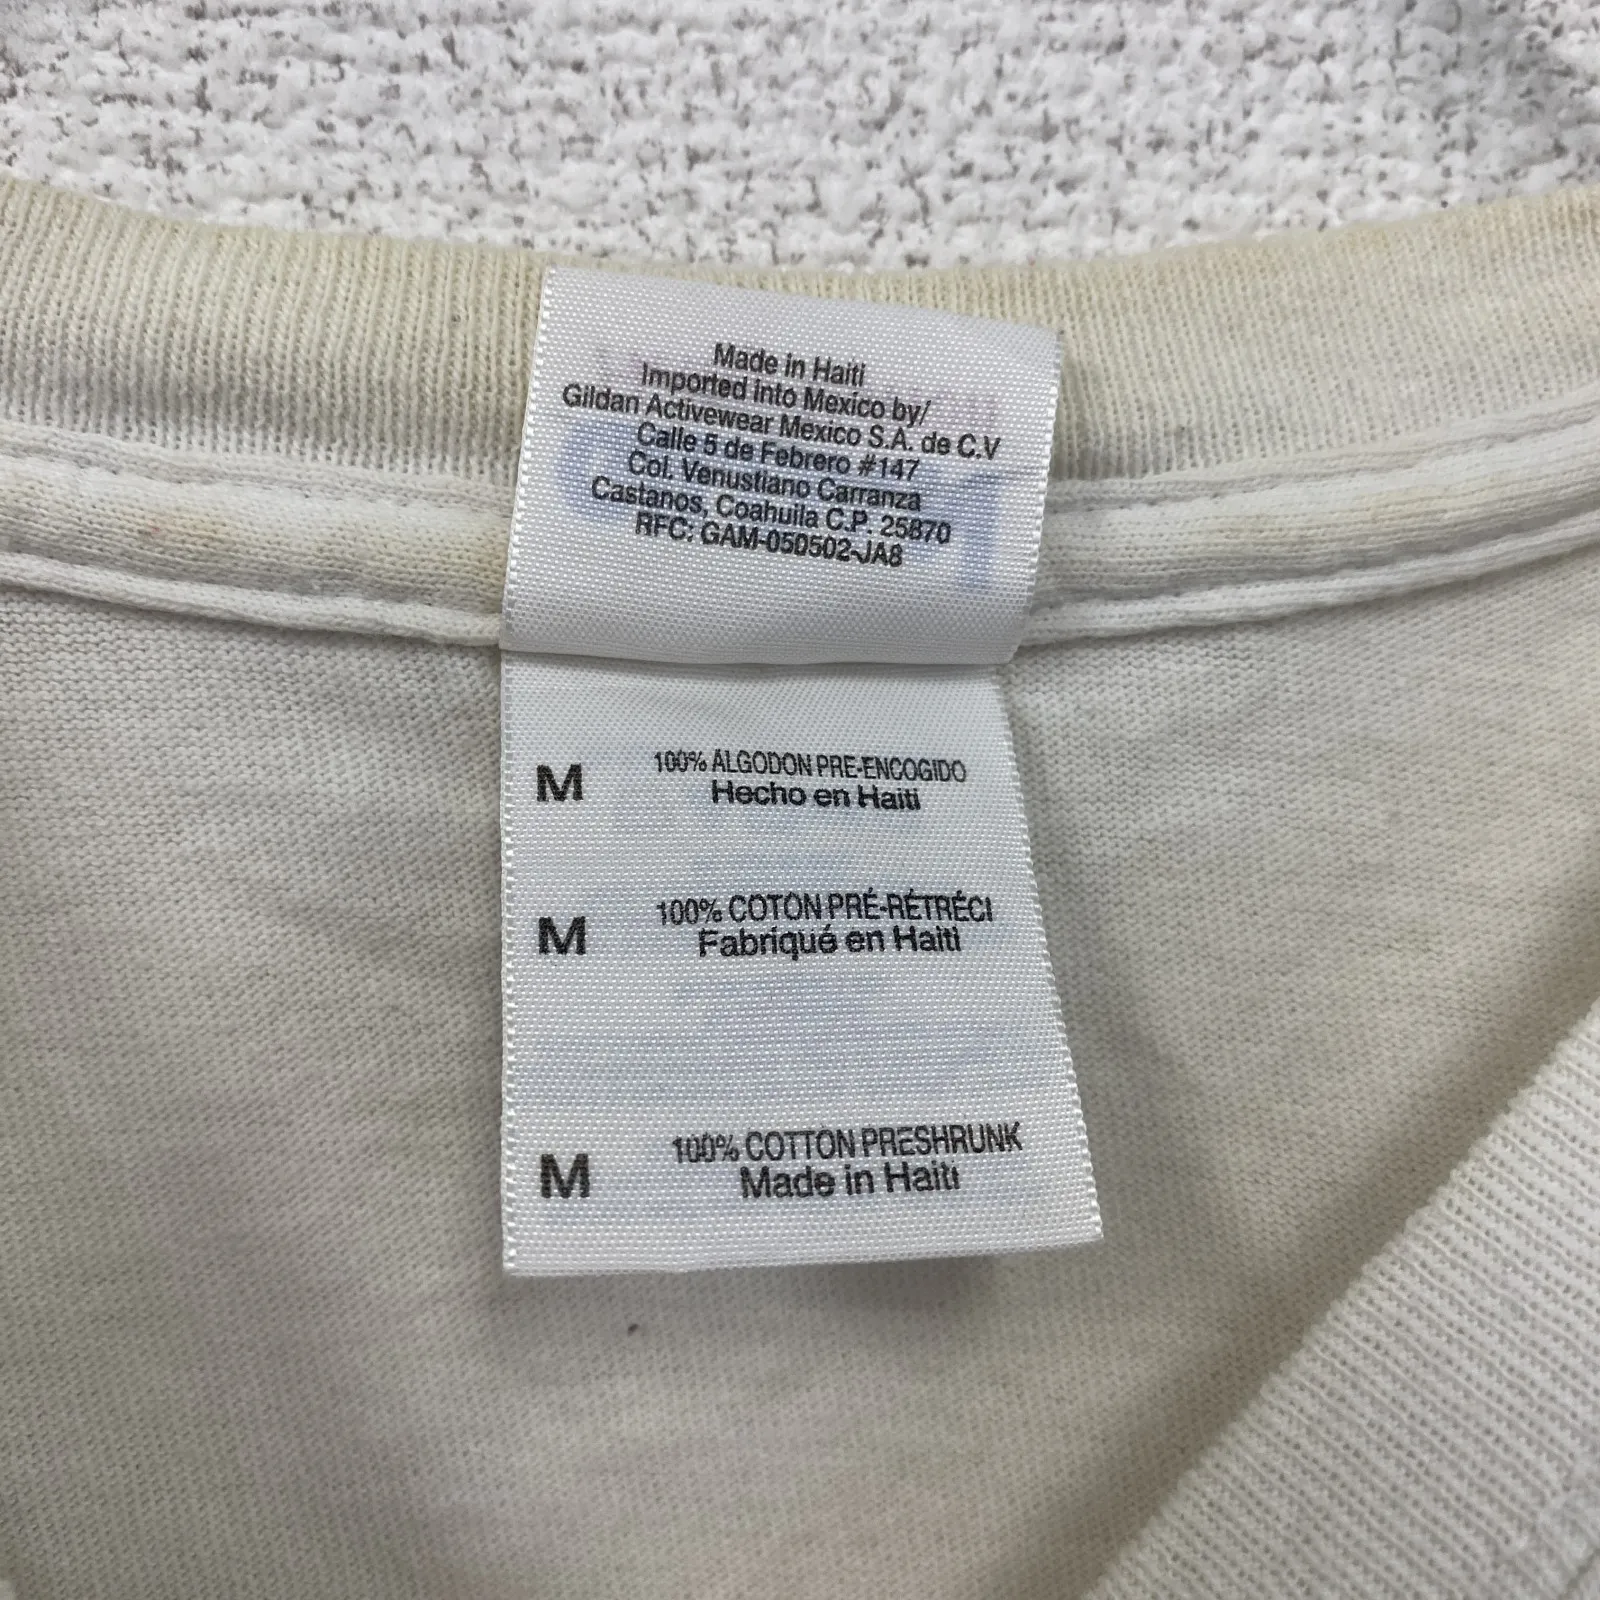 Made in Haiti
Imported into Mexico by/
Gildan Activewear Mexico S.A. de C.V
Calle 5 de Febrero #147
Col. Venustiano Carranza
Castanos, Coahuila C.P. 25870
RFC: GAM-050502-JA8
M 100% ALGODON PRE-ENCOGIDO
Hecho en Haiti
M 100% COTON PRÉ-RÉTRÉCI
Fabriqué en Haiti
M 100% COTTON PRESHRUNK
Made in Haiti